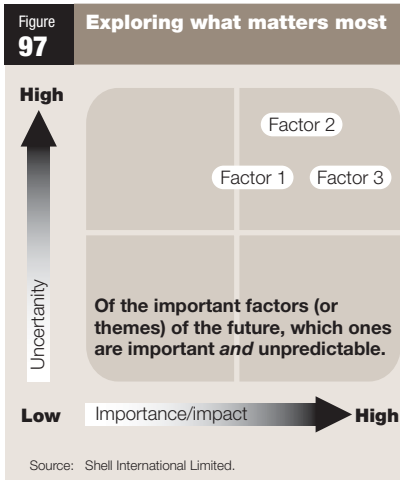 Figure
97
Exploring what matters most
High
Factor 2
Factor 1 Factor 3
Uncertanity
Of the important factors (or
themes) of the future, which ones
are important and unpredictable.
Low Importance/impact High
Source: Shell International Limited.